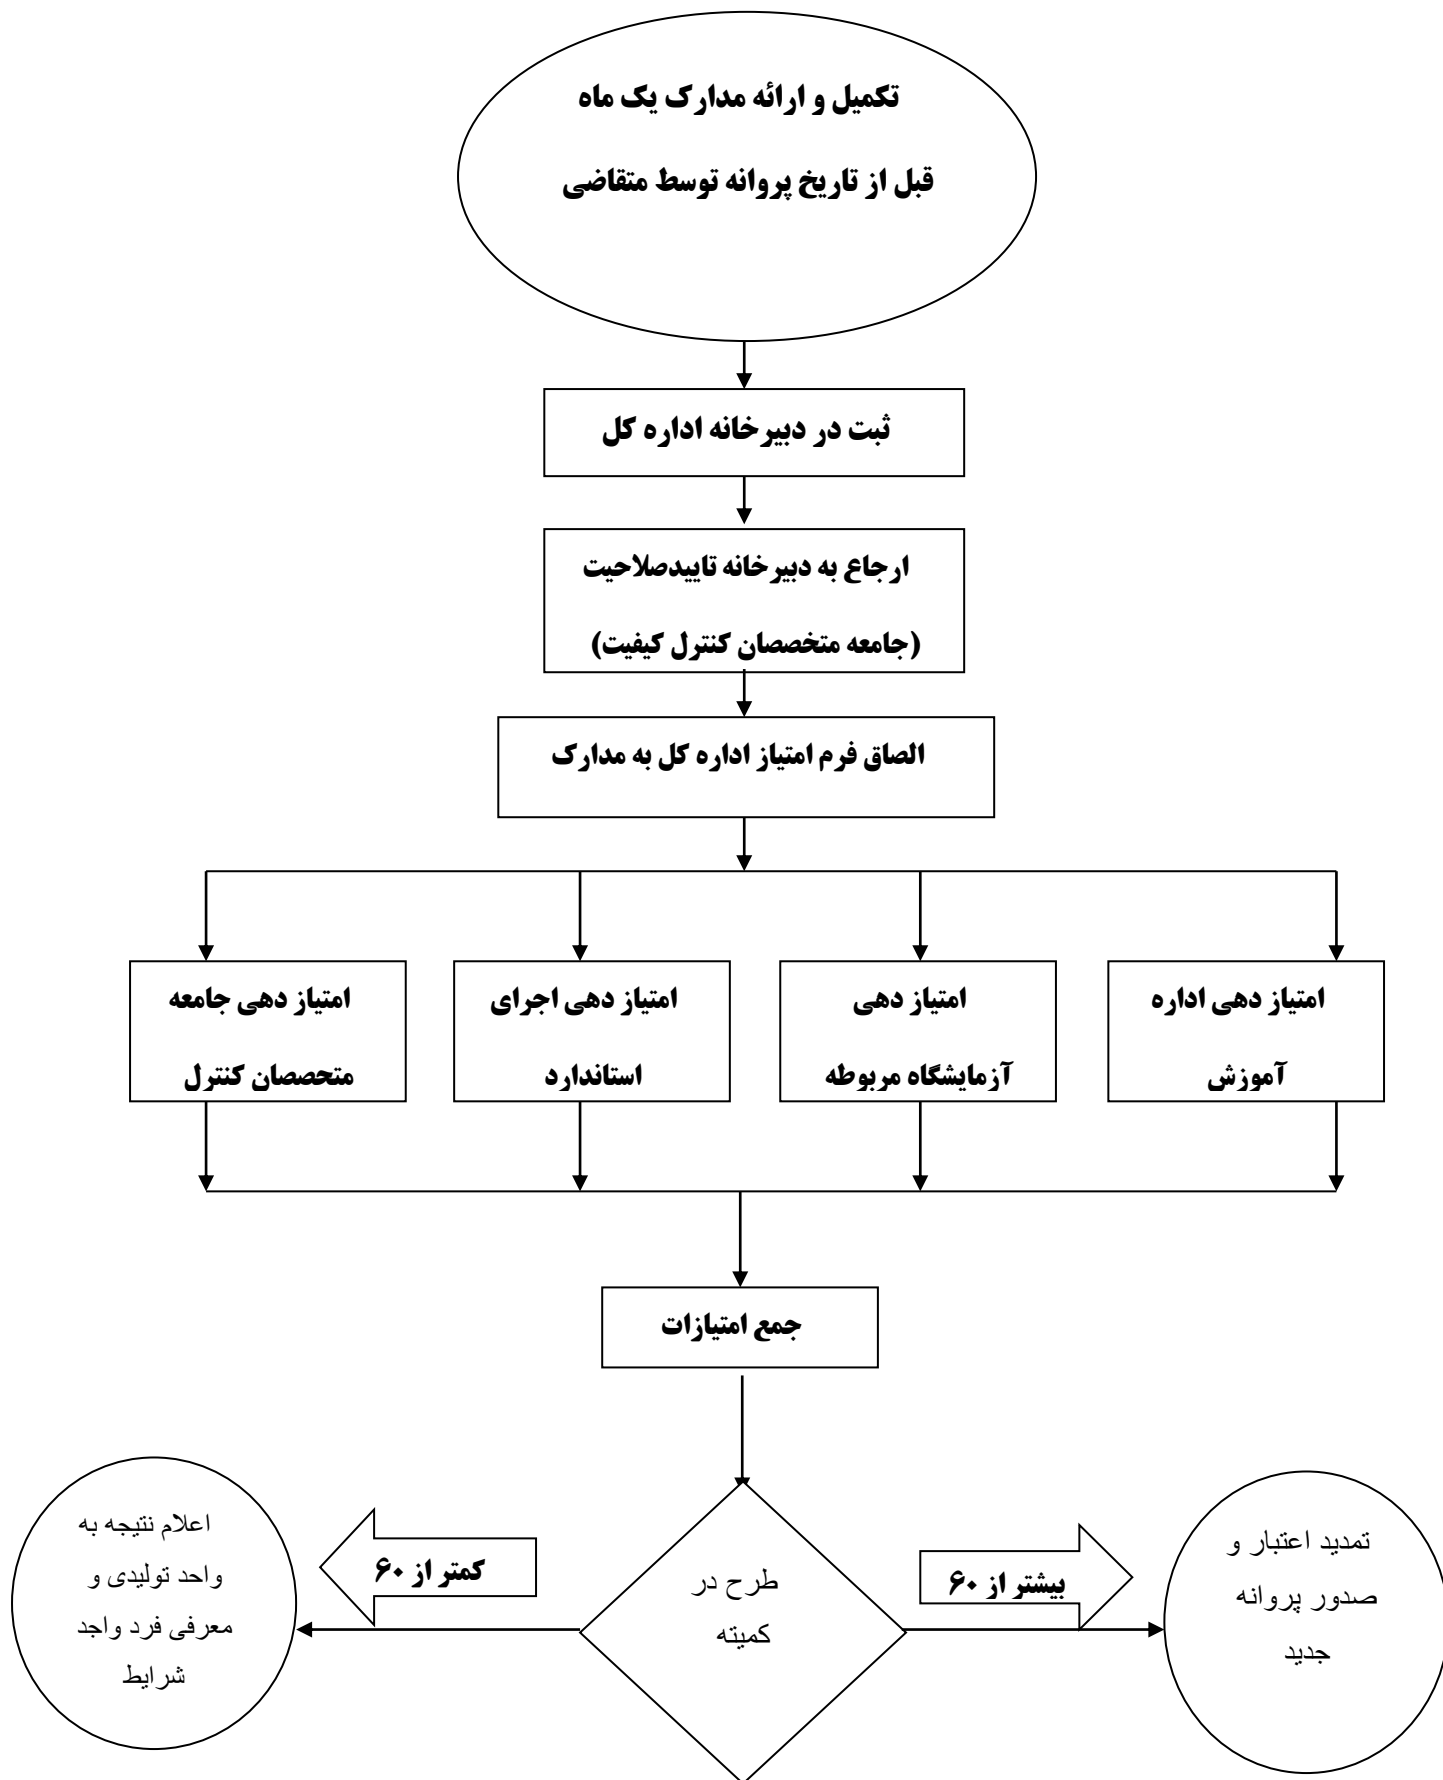 تکمیل و ارائه مدارک یک ماه
قبل از تاریخ پروانه توسط متقاضی
ثبت در دبیرخانه اداره کل
ارجاع به دبیرخانه تاییدصلاحیت
(جامعه متخصصان کنترل کیفیت)
الصاق فرم امتیاز اداره کل به مدارک
امتیاز دهی اداره
آموزش
امتیاز دهی
آزمایشگاه مربوطه
امتیاز دهی اجرای
استاندارد
امتیاز دهی جامعه
متحصصان کنترل
جمع امتیازات
طرح در
کمیته
بیشتر از ۶۰
تمدید اعتبار و
صدور پروانه
جدید
کمتر از ۶۰
اعلام نتیجه به
واحد تولیدی و
معرفی فرد واجد
شرایط